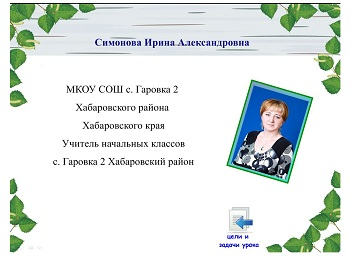 Симонова Ирина Александровна
МКОУ СОШ с. Гаровка 2
Хабаровского района
Хабаровского края
Учитель начальных классов
с. Гаровка 2 Хабаровский район
цели и
задачи урока